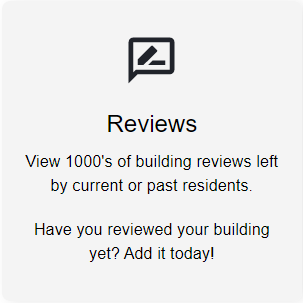 Reviews
View 1000's of building reviews left
by current or past residents.
Have you reviewed your building
yet? Add it today!